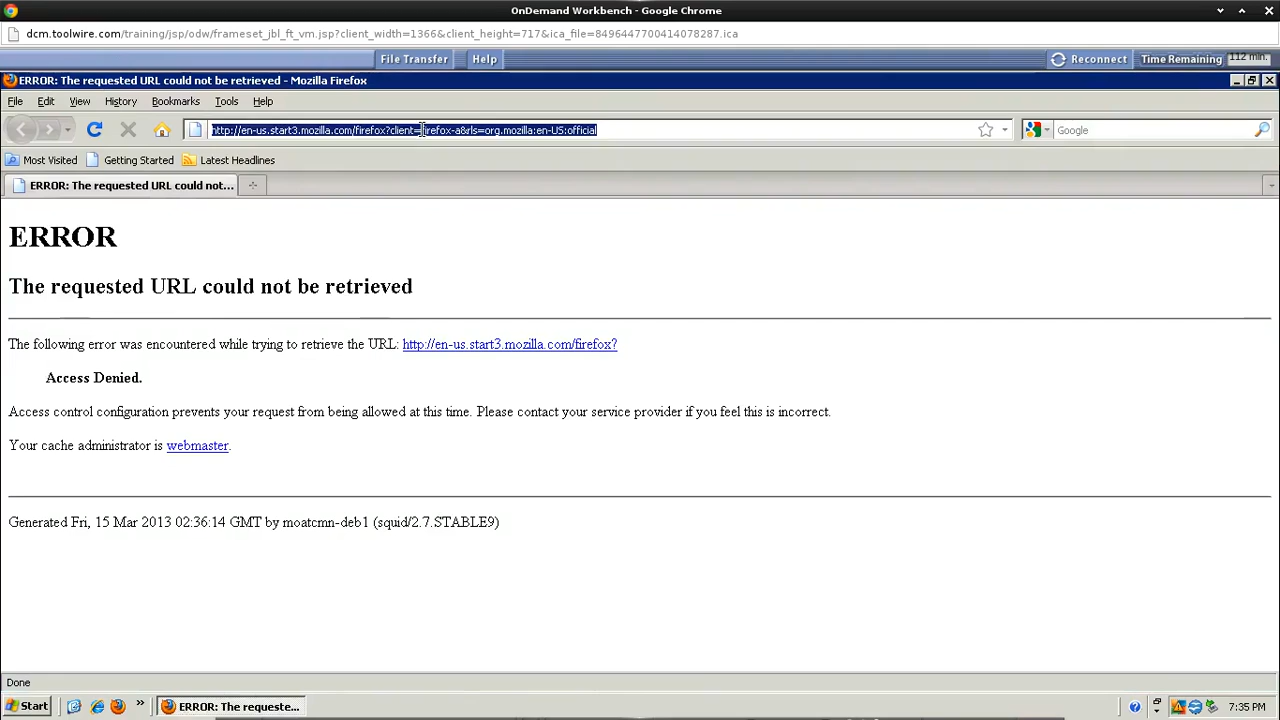 OnDemand Workbench - Google Chrome
dcm.toolwire.com/training/jsp/odw/frameset_jbl_ft_vm.jsp?client_width=1366&client_height=717&ica_file=8496447700414078287.ica
File Transfer Help Reconnect Time Remaining 112 min.
ERROR: The requested URL could not be retrieved - Mozilla Firefox
File Edit View History Bookmarks Tools Help
http://en-us.start3.mozilla.com/firefox?client=firefox-a&rls=org.mozilla:en-US:official Google
Most Visited Getting Started Latest Headlines
ERROR: The requested URL could not...
ERROR
The requested URL could not be retrieved
The following error was encountered while trying to retrieve the URL: http://en-us.start3.mozilla.com/firefox?
Access Denied.
Access control configuration prevents your request from being allowed at this time. Please contact your service provider if you feel this is incorrect.
Your cache administrator is webmaster.
Generated Fri, 15 Mar 2013 02:36:14 GMT by moatcmn-deb1 (squid/2.7.STABLE9)
Done
Start ERROR: The requeste... 7:35 PM